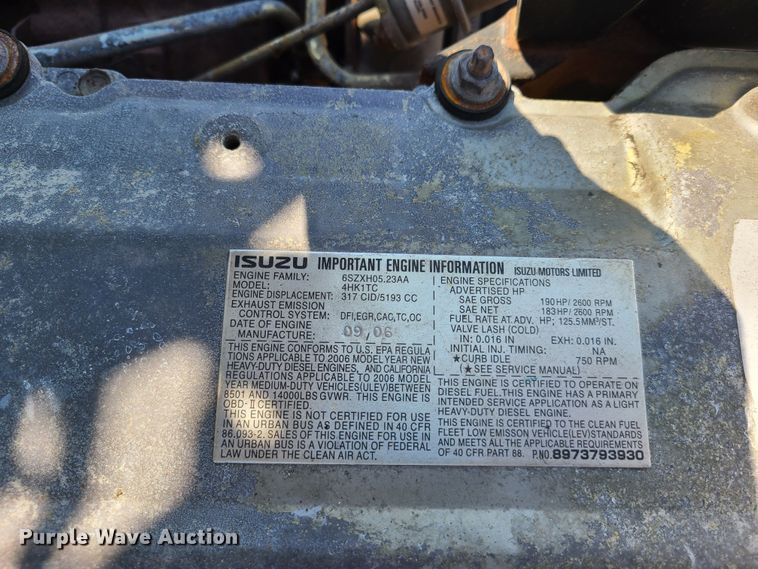 ISUZU IMPORTANT ENGINE INFORMATION ISUZU MOTORS LIMITED
ENGINE FAMILY: 6SZXH05.23AA
MODEL: 4HK1TC
ENGINE DISPLACEMENT: 317 CID/5193 CC
EXHAUST EMISSION
CONTROL SYSTEM: DFI,EGR,CAC,TC,OC
DATE OF ENGINE
MANUFACTURE: 09,06
THIS ENGINE CONFORMS TO U.S. EPA REGULA
TIONS APPLICABLE TO 2006 MODEL YEAR NEW
HEAVY-DUTY DIESEL ENGINES, AND CALIFORNIA
REGULATIONS APPLICABLE TO 2006 MODEL
YEAR MEDIUM-DUTY VEHICLES(ULEV)BETWEEN
8501 AND 14000LBS GVWR. THIS ENGINE IS
OBD-II CERTIFIED.
THIS ENGINE IS NOT CERTIFIED FOR USE
IN AN URBAN BUS AS DEFINED IN 40 CFR
86.093-2. SALES OF THIS ENGINE FOR USE IN
AN URBAN BUS IS A VIOLATION OF FEDERAL
LAW UNDER THE CLEAN AIR ACT.
ENGINE SPECIFICATIONS
ADVERTISED HP
SAE GROSS 190 HP/ 2600 RPM
SAE NET 183 HP/ 2600 RPM
FUEL RATE AT ADV. HP; 125.5MM³/ST.
VALVE LASH (COLD)
IN: 0.016 IN EXH: 0.016 IN.
INITIAL INJ. TIMING: NA
★CURB IDLE 750 RPM
(★SEE SERVICE MANUAL)
THIS ENGINE IS CERTIFIED TO OPERATE ON
DIESEL FUEL.THIS ENGINE HAS A PRIMARY
INTENDED SERVICE APPLICATION AS A LIGHT
HEAVY-DUTY DIESEL ENGINE.
THIS ENGINE IS CERTIFIED TO THE CLEAN FUEL
FLEET LOW EMISSION VEHICLE(LEV)STANDARDS
AND MEETS ALL THE APPLICABLE REQUIREMENTS
OF 40 CFR PART 88. P.NO.8973793930
Purple Wave Auction